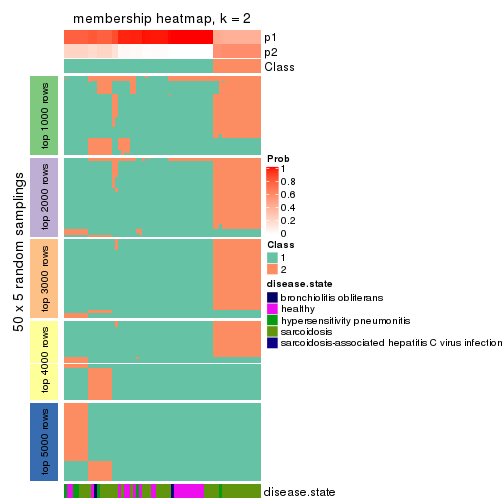 membership heatmap, k = 2
p1
p2
Class
50 x 5 random samplings
top 1000 rows
top 2000 rows
top 3000 rows
top 4000 rows
top 5000 rows
Prob
1
0.8
0.6
0.4
0.2
0
Class
1
2
disease.state
bronchiolitis obliterans
healthy
hypersensitivity pneumonitis
sarcoidosis
sarcoidosis-associated hepatitis C virus infection
disease.state